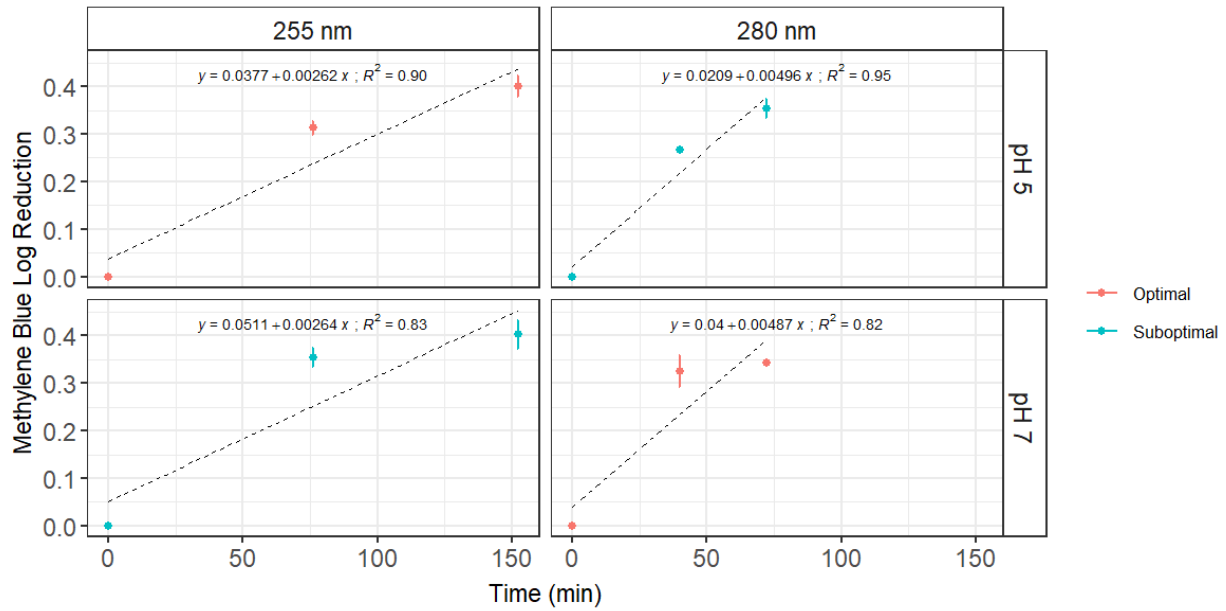 255 nm
280 nm
y = 0.0377 + 0.00262 x ; R² = 0.90
y = 0.0209 + 0.00496 x ; R² = 0.95
0.4
0.3
0.2
0.1
0.0
pH 5
y = 0.0511 + 0.00264 x ; R² = 0.83
y = 0.04 + 0.00487 x ; R² = 0.82
0.4
0.3
0.2
0.1
0.0
pH 7
Methylene Blue Log Reduction
0 50 100 150
0 50 100 150
Time (min)
Optimal
Suboptimal